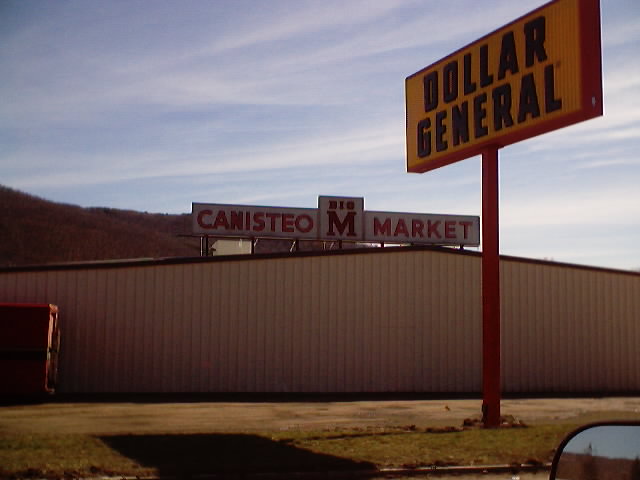 DOLLAR
GENERAL
BIG
CANISTEO M MARKET